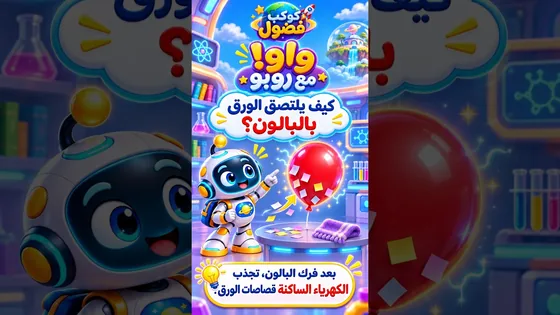 كوكب
فضول
واو!
مع روبو
كيف يلتصق الورق
بالبالون؟
بعد فرك البالون، تجذب
الكهرباء الساكنة قصاصات الورق.